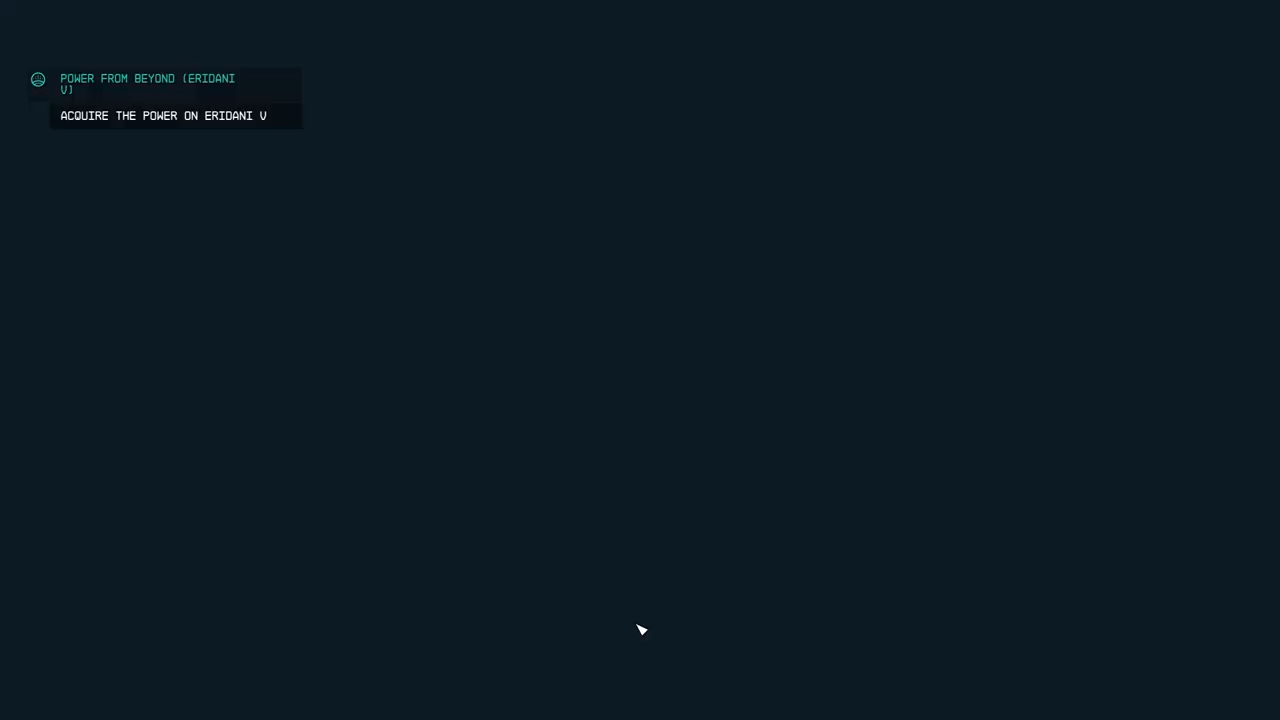 POWER FROM BEYOND (ERIDANI
V)
ACQUIRE THE POWER ON ERIDANI V